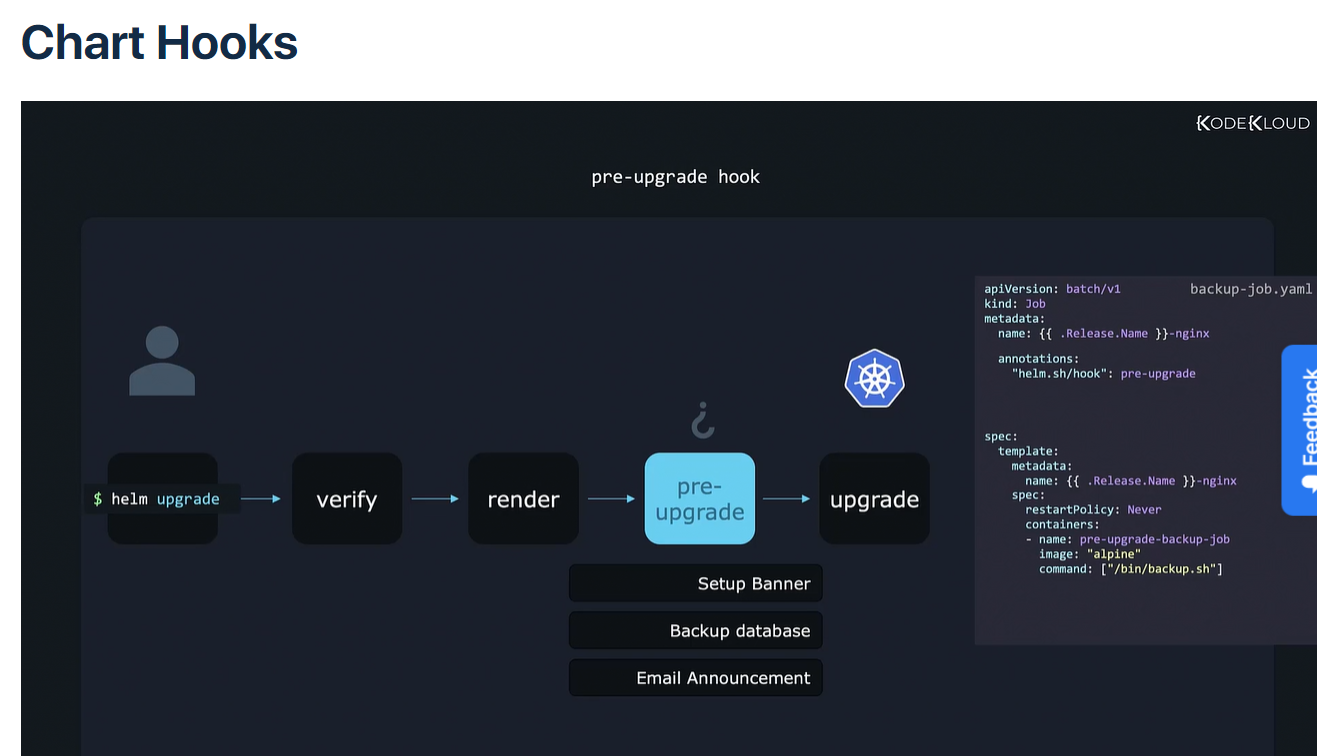 Chart Hooks
KODEKLOUD
pre-upgrade hook
$ helm upgrade
verify
render
pre-
upgrade
upgrade
Setup Banner
Backup database
Email Announcement
backup-job.yaml
apiVersion: batch/v1
kind: Job
metadata:
  name: {{ .Release.Name }}-nginx
  annotations:
    "helm.sh/hook": pre-upgrade
spec:
  template:
    metadata:
      name: {{ .Release.Name }}-nginx
    spec:
      restartPolicy: Never
      containers:
      - name: pre-upgrade-backup-job
        image: "alpine"
        command: ["/bin/backup.sh"]
Feedback